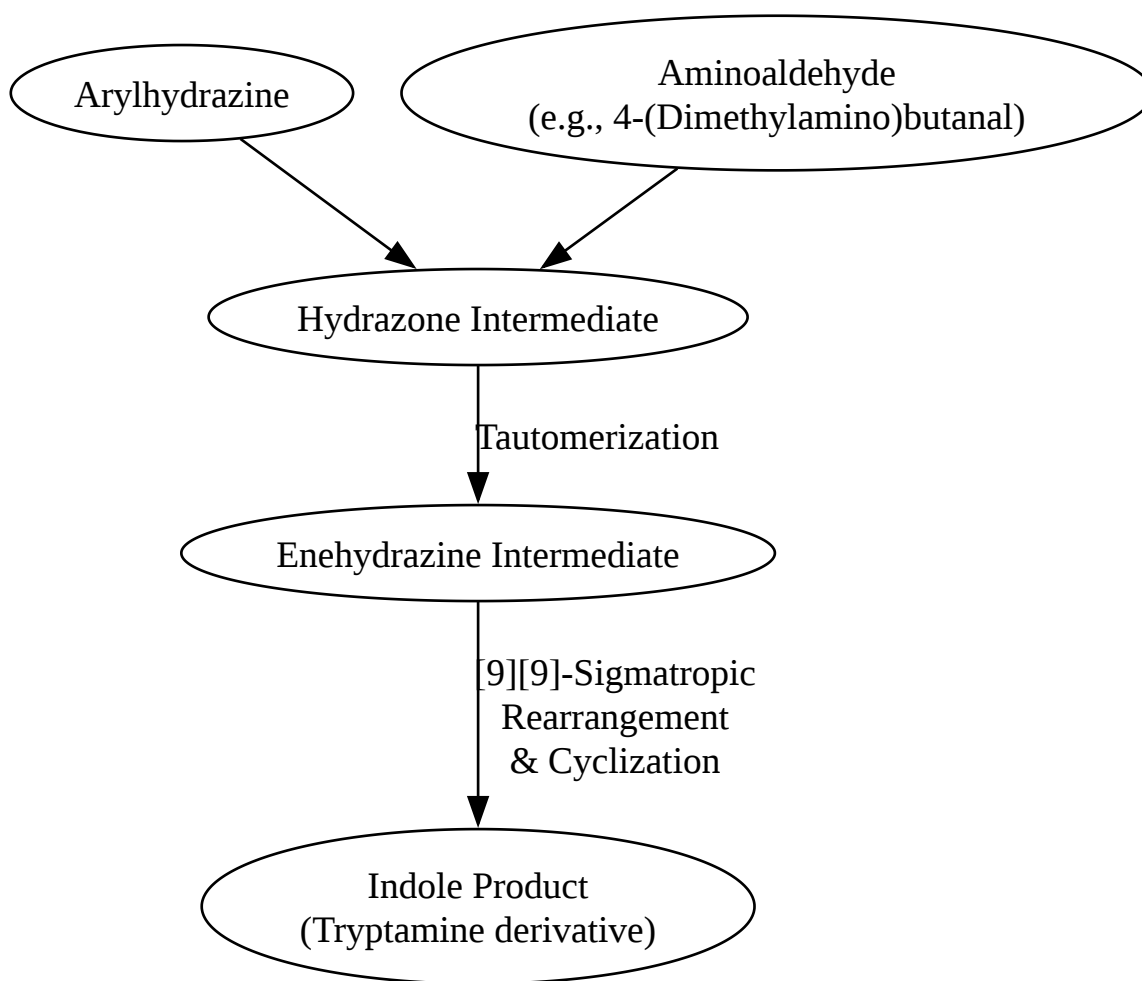 Arylhydrazine
Aminoaldehyde
(e.g., 4-(Dimethylamino)butanal)
Hydrazone Intermediate
Tautomerization
Enehydrazine Intermediate
[9][9]-Sigmatropic
Rearrangement
& Cyclization
Indole Product
(Tryptamine derivative)